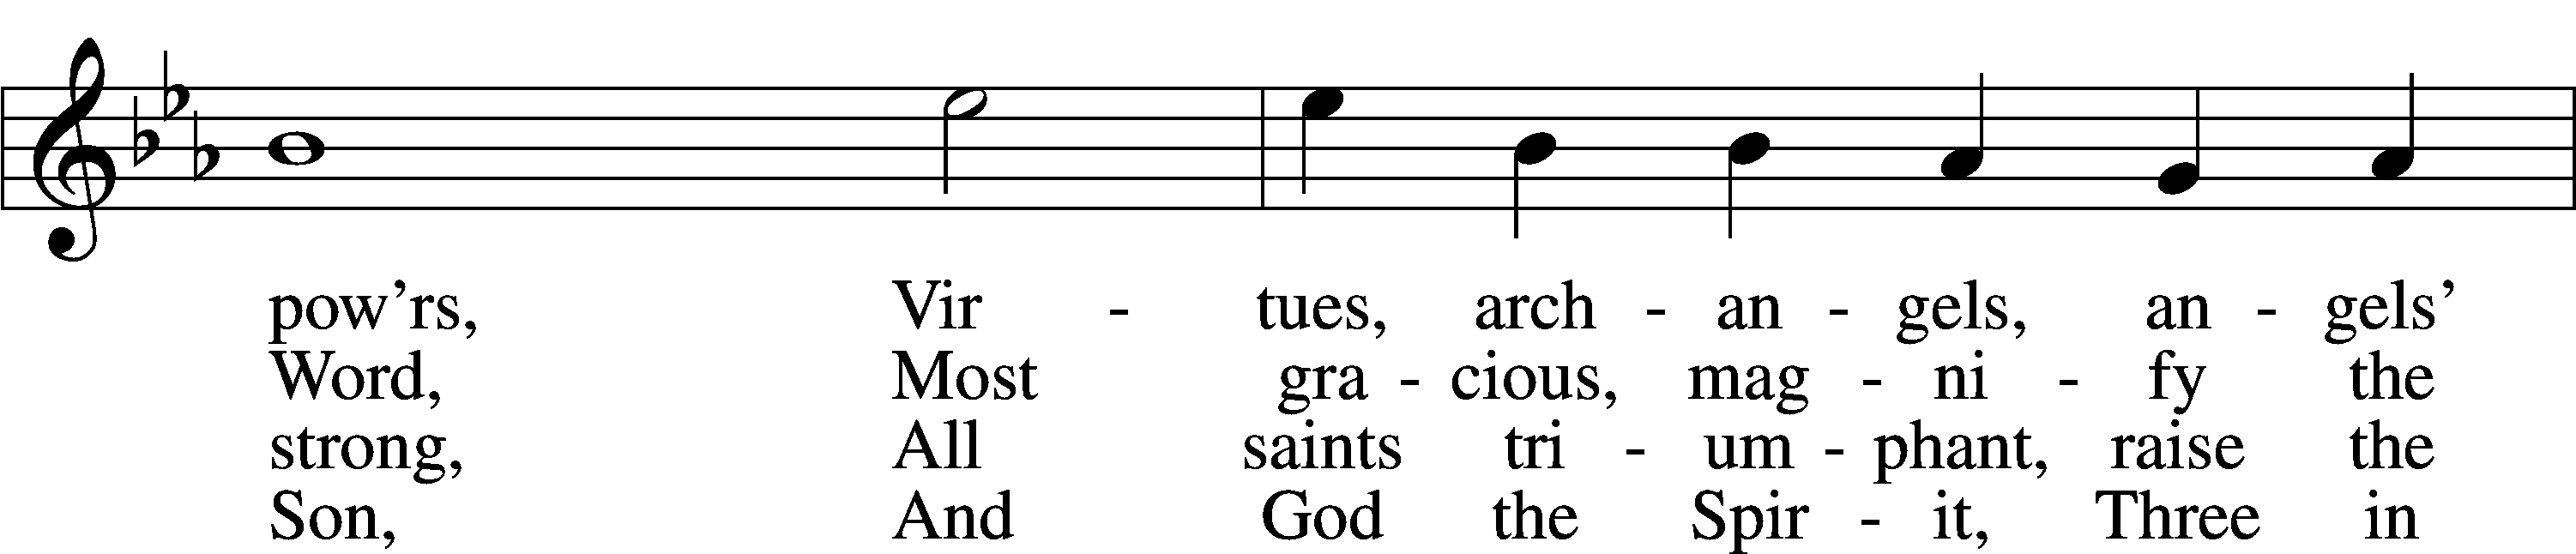 pow’rs, Vir - tues, arch - an - gels, an - gels’
Word, Most gra - cious, mag - ni - fy the
strong, All saints tri - um - phant, raise the
Son, And God the Spir - it, Three in